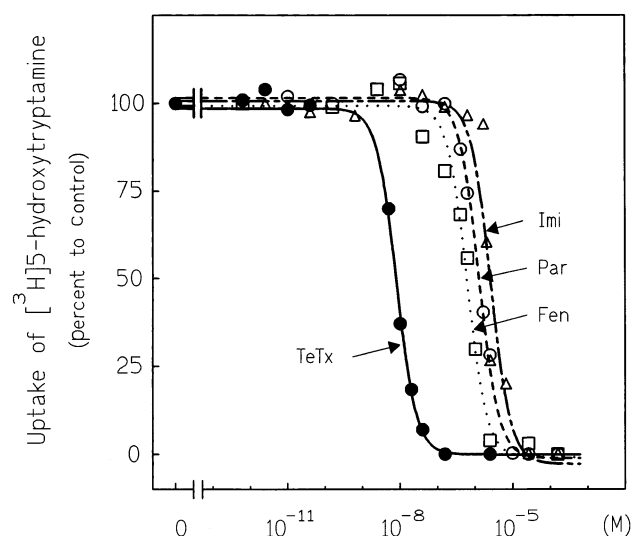 Uptake of [³H]5-hydroxytryptamine
(percent to control)
100
75
50
25
0
TeTx
Imi
Par
Fen
0
10⁻¹¹
10⁻⁸
10⁻⁵
(M)